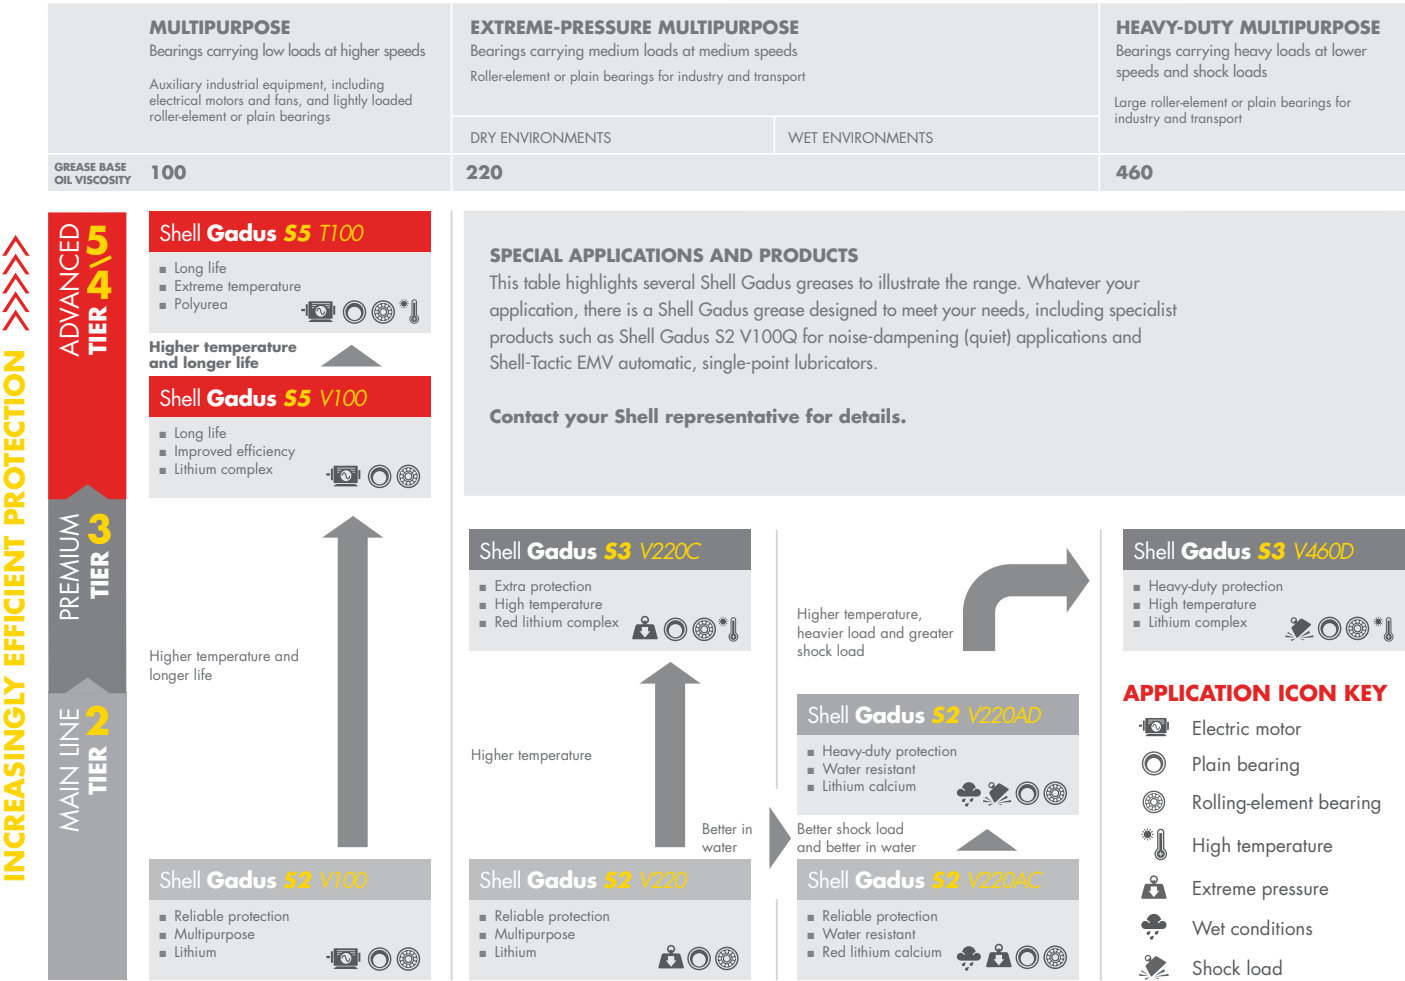 MULTIPURPOSE
Bearings carrying low loads at higher speeds
Auxiliary industrial equipment, including
electrical motors and fans, and lightly loaded
roller-element or plain bearings
EXTREME-PRESSURE MULTIPURPOSE
Bearings carrying medium loads at medium speeds
Roller-element or plain bearings for industry and transport
DRY ENVIRONMENTS
WET ENVIRONMENTS
HEAVY-DUTY MULTIPURPOSE
Bearings carrying heavy loads at lower
speeds and shock loads
Large roller-element or plain bearings for
industry and transport
GREASE BASE
OIL VISCOSITY
100
220
460
INCREASINGLY EFFICIENT PROTECTION
ADVANCED
TIER 4\5
PREMIUM
TIER 3
MAIN LINE
TIER 2
Shell Gadus S5 T100
Long life
Extreme temperature
Polyurea
Higher temperature
and longer life
Shell Gadus S5 V100
Long life
Improved efficiency
Lithium complex
Higher temperature and
longer life
Shell Gadus S2 V100
Reliable protection
Multipurpose
Lithium
SPECIAL APPLICATIONS AND PRODUCTS
This table highlights several Shell Gadus greases to illustrate the range. Whatever your
application, there is a Shell Gadus grease designed to meet your needs, including specialist
products such as Shell Gadus S2 V100Q for noise-dampening (quiet) applications and
Shell-Tactic EMV automatic, single-point lubricators.
Contact your Shell representative for details.
Shell Gadus S3 V220C
Extra protection
High temperature
Red lithium complex
Higher temperature
Shell Gadus S2 V220
Reliable protection
Multipurpose
Lithium
Better in
water
Higher temperature,
heavier load and greater
shock load
Shell Gadus S2 V220AD
Heavy-duty protection
Water resistant
Lithium calcium
Better shock load
and better in water
Shell Gadus S2 V220AC
Reliable protection
Water resistant
Red lithium calcium
Shell Gadus S3 V460D
Heavy-duty protection
High temperature
Lithium complex
APPLICATION ICON KEY
Electric motor
Plain bearing
Rolling-element bearing
High temperature
Extreme pressure
Wet conditions
Shock load